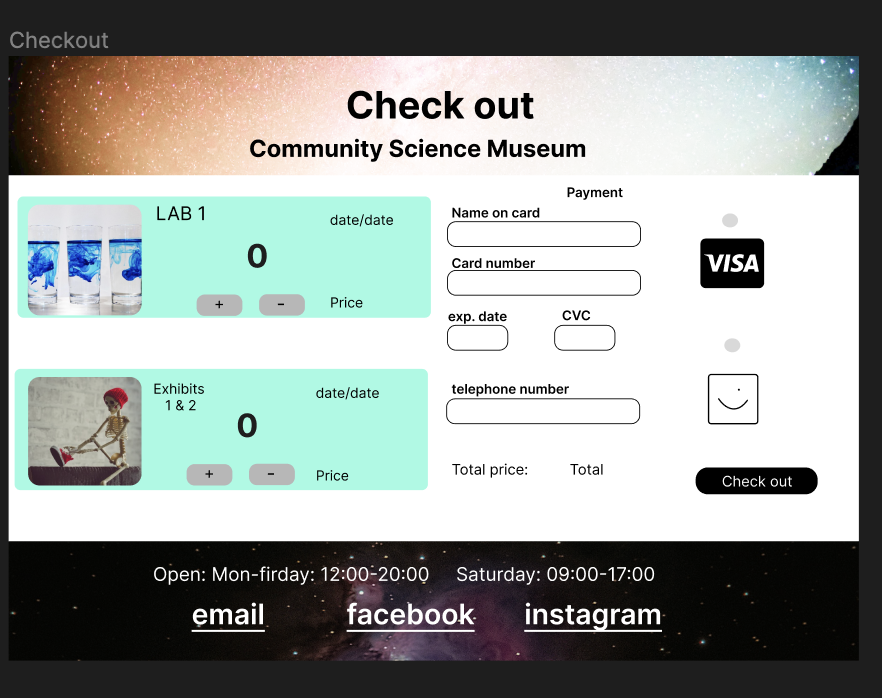 Checkout
Check out
Community Science Museum
LAB 1
date/date
0
+
-
Price
Exhibits
1 & 2
date/date
0
+
-
Price
Payment
Name on card
Card number
exp. date
CVC
telephone number
Total price:
Total
VISA
Check out
Open: Mon-firday: 12:00-20:00
Saturday: 09:00-17:00
email
facebook
instagram